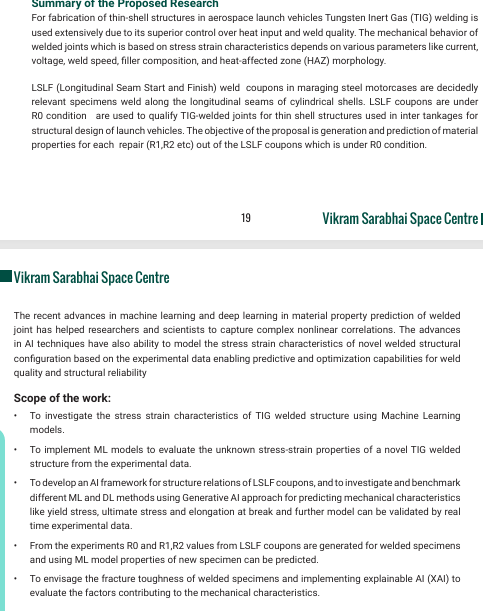 Summary of the Proposed Research
For fabrication of thin-shell structures in aerospace launch vehicles Tungsten Inert Gas (TIG) welding is
used extensively due to its superior control over heat input and weld quality. The mechanical behavior of
welded joints which is based on stress strain characteristics depends on various parameters like current,
voltage, weld speed, filler composition, and heat-affected zone (HAZ) morphology.
LSLF (Longitudinal Seam Start and Finish) weld coupons in maraging steel motorcases are decidedly
relevant specimens weld along the longitudinal seams of cylindrical shells. LSLF coupons are under
R0 condition are used to qualify TIG-welded joints for thin shell structures used in inter tankages for
structural design of launch vehicles. The objective of the proposal is generation and prediction of material
properties for each repair (R1,R2 etc) out of the LSLF coupons which is under R0 condition.
19
Vikram Sarabhai Space Centre
Vikram Sarabhai Space Centre
The recent advances in machine learning and deep learning in material property prediction of welded
joint has helped researchers and scientists to capture complex nonlinear correlations. The advances
in AI techniques have also ability to model the stress strain characteristics of novel welded structural
configuration based on the experimental data enabling predictive and optimization capabilities for weld
quality and structural reliability
Scope of the work:
• To investigate the stress strain characteristics of TIG welded structure using Machine Learning
models.
• To implement ML models to evaluate the unknown stress-strain properties of a novel TIG welded
structure from the experimental data.
• To develop an AI framework for structure relations of LSLF coupons, and to investigate and benchmark
different ML and DL methods using Generative AI approach for predicting mechanical characteristics
like yield stress, ultimate stress and elongation at break and further model can be validated by real
time experimental data.
• From the experiments R0 and R1,R2 values from LSLF coupons are generated for welded specimens
and using ML model properties of new specimen can be predicted.
• To envisage the fracture toughness of welded specimens and implementing explainable AI (XAI) to
evaluate the factors contributing to the mechanical characteristics.